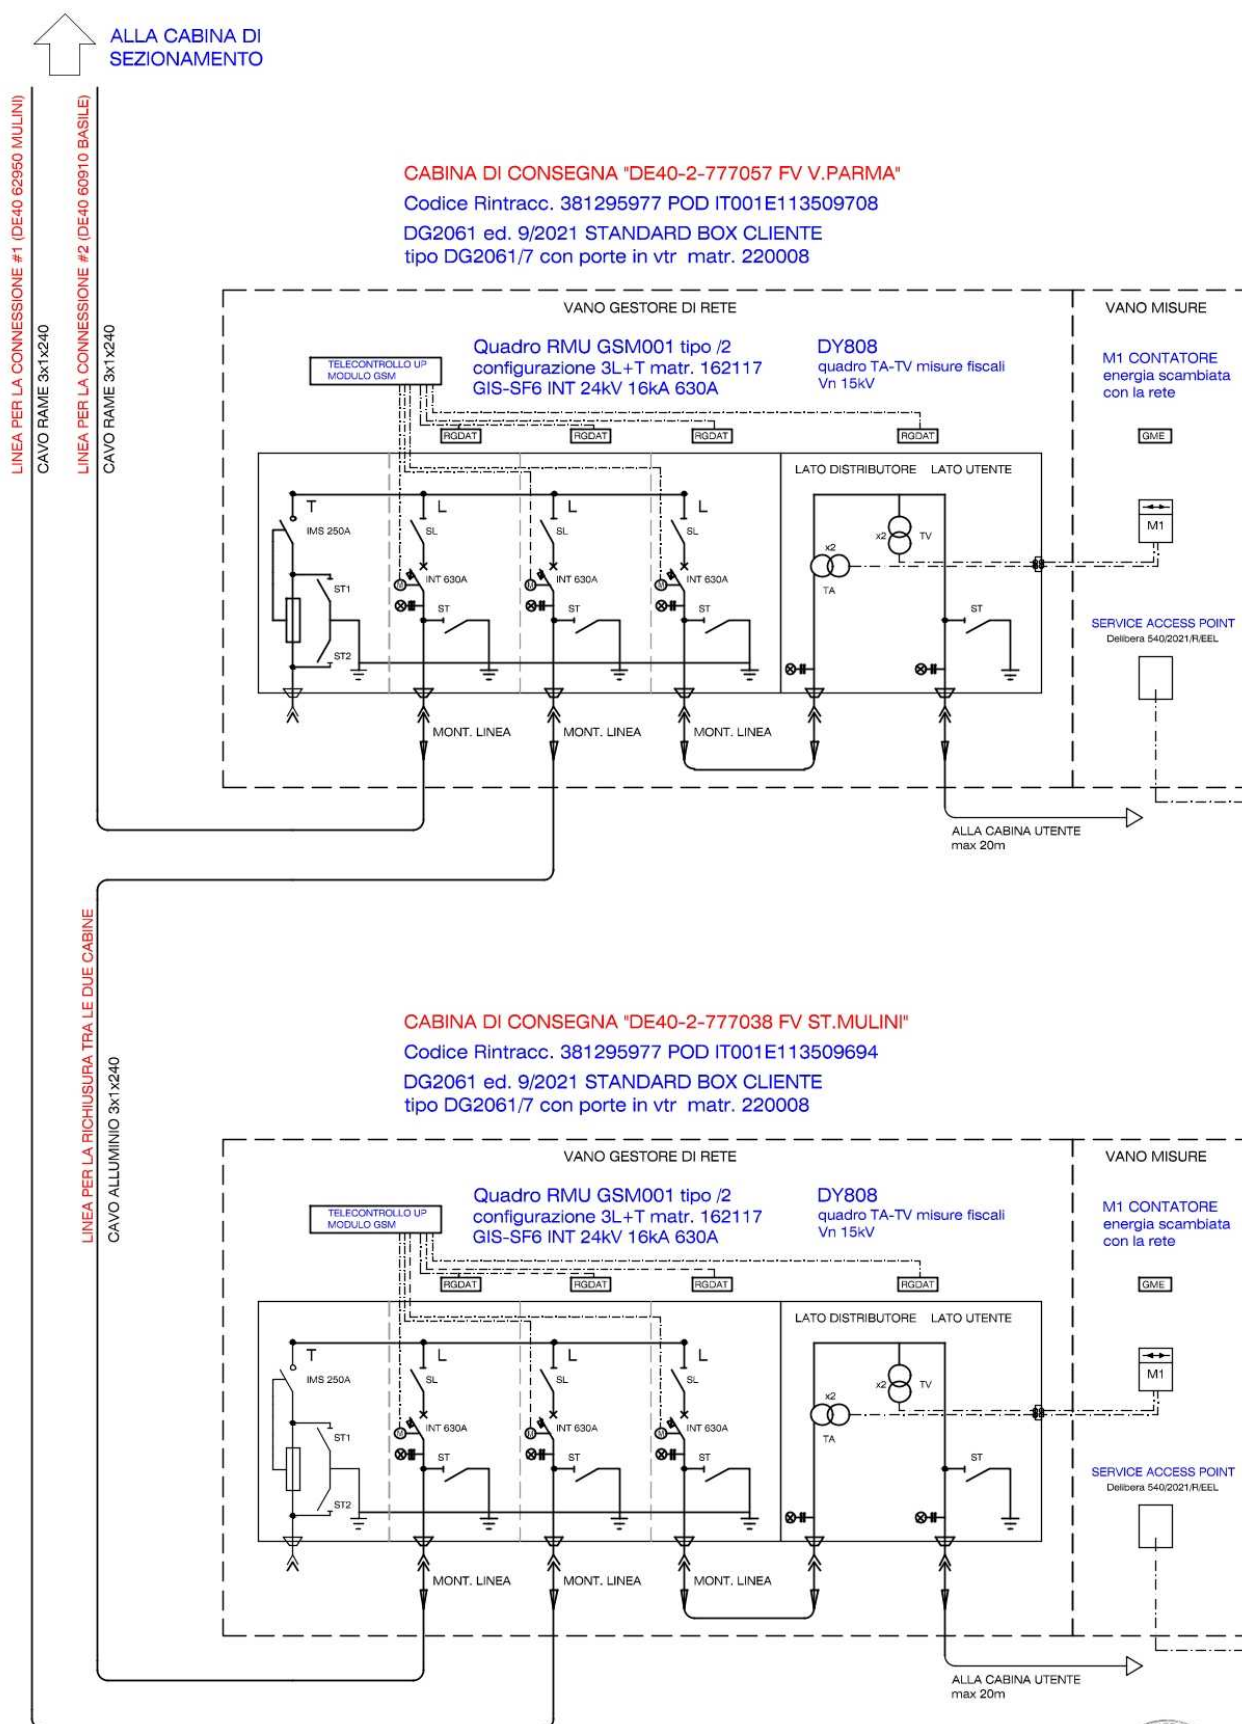 ALLA CABINA DI
SEZIONAMENTO
LINEA PER LA CONNESSIONE #1 (DE40 62950 MULINI)
CAVO RAME 3x1x240
LINEA PER LA CONNESSIONE #2 (DE40 60910 BASILE)
CAVO RAME 3x1x240
CABINA DI CONSEGNA "DE40-2-777057 FV V.PARMA"
Codice Rintracc. 381295977 POD IT001E113509708
DG2061 ed. 9/2021 STANDARD BOX CLIENTE
tipo DG2061/7 con porte in vtr matr. 220008
VANO GESTORE DI RETE
VANO MISURE
TELECONTROLLO UP
MODULO GSM
Quadro RMU GSM001 tipo /2
configurazione 3L+T matr. 162117
GIS-SF6 INT 24kV 16kA 630A
DY808
quadro TA-TV misure fiscali
Vn 15kV
M1 CONTATORE
energia scambiata
con la rete
RGDAT
RGDAT
RGDAT
RGDAT
GME
LATO DISTRIBUTORE
LATO UTENTE
T
L
L
L
IMS 250A
SL
SL
SL
x2
TV
M1
x2
TA
INT 630A
INT 630A
INT 630A
M
M
M
ST1
ST
ST
ST
ST
ST2
SERVICE ACCESS POINT
Delibera 540/2021/R/EEL
MONT. LINEA
MONT. LINEA
MONT. LINEA
ALLA CABINA UTENTE
max 20m
LINEA PER LA RICHIUSURA TRA LE DUE CABINE
CAVO ALLUMINIO 3x1x240
CABINA DI CONSEGNA "DE40-2-777038 FV ST.MULINI"
Codice Rintracc. 381295977 POD IT001E113509694
DG2061 ed. 9/2021 STANDARD BOX CLIENTE
tipo DG2061/7 con porte in vtr matr. 220008
VANO GESTORE DI RETE
VANO MISURE
TELECONTROLLO UP
MODULO GSM
Quadro RMU GSM001 tipo /2
configurazione 3L+T matr. 162117
GIS-SF6 INT 24kV 16kA 630A
DY808
quadro TA-TV misure fiscali
Vn 15kV
M1 CONTATORE
energia scambiata
con la rete
RGDAT
RGDAT
RGDAT
RGDAT
GME
LATO DISTRIBUTORE
LATO UTENTE
T
L
L
L
IMS 250A
SL
SL
SL
x2
TV
M1
x2
TA
INT 630A
INT 630A
INT 630A
M
M
M
ST1
ST
ST
ST
ST
ST2
SERVICE ACCESS POINT
Delibera 540/2021/R/EEL
MONT. LINEA
MONT. LINEA
MONT. LINEA
ALLA CABINA UTENTE
max 20m